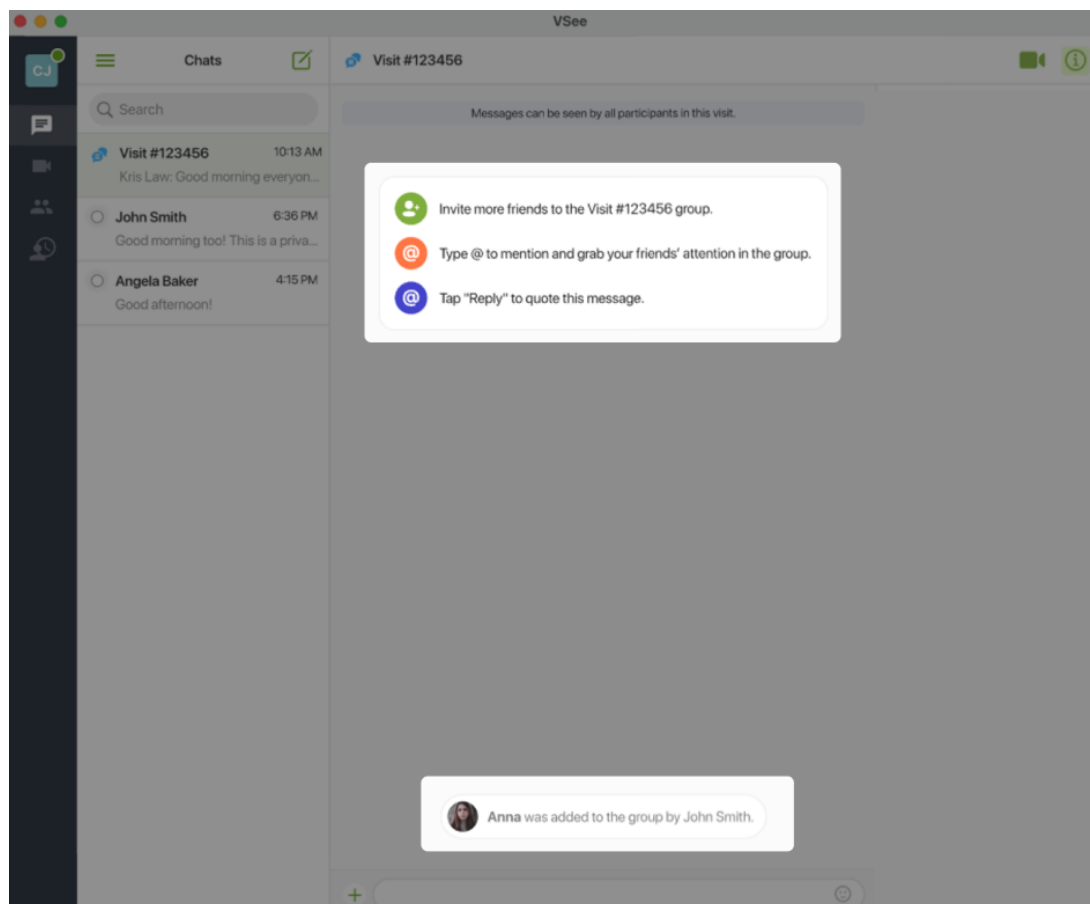 VSee
CJ
Chats
Visit #123456
Search
Messages can be seen by all participants in this visit.
Visit #123456 10:13 AM
Kris Law: Good morning everyon...
John Smith 6:36 PM
Good morning too! This is a priva...
Angela Baker 4:15 PM
Good afternoon!
Invite more friends to the Visit #123456 group.
@ Type @ to mention and grab your friends' attention in the group.
@ Tap "Reply" to quote this message.
Anna was added to the group by John Smith.